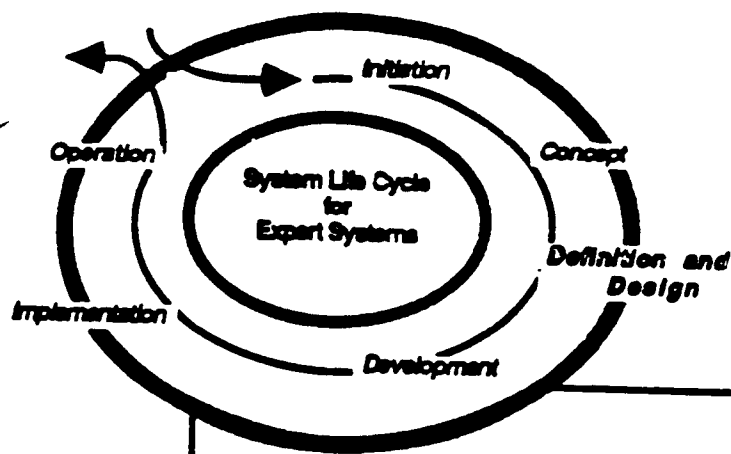 Initiation
Operation
Concept
System Life Cycle
for
Expert Systems
Definition and
Design
Implementation
Development